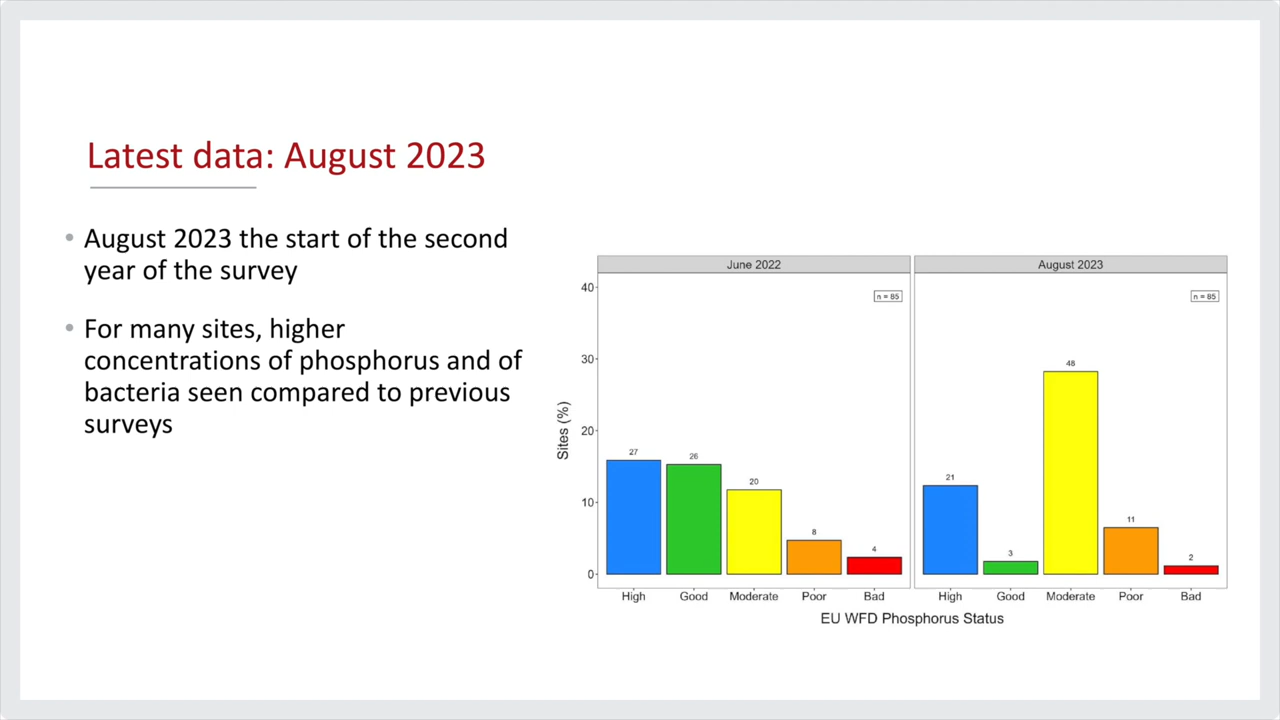 Latest data: August 2023
• August 2023 the start of the second
year of the survey
• For many sites, higher
concentrations of phosphorus and of
bacteria seen compared to previous
surveys
June 2022
August 2023
n = 85
n = 85
Sites (%)
40
30
20
10
0
27
26
20
8
4
21
3
48
11
2
High Good Moderate Poor Bad
High Good Moderate Poor Bad
EU WFD Phosphorus Status